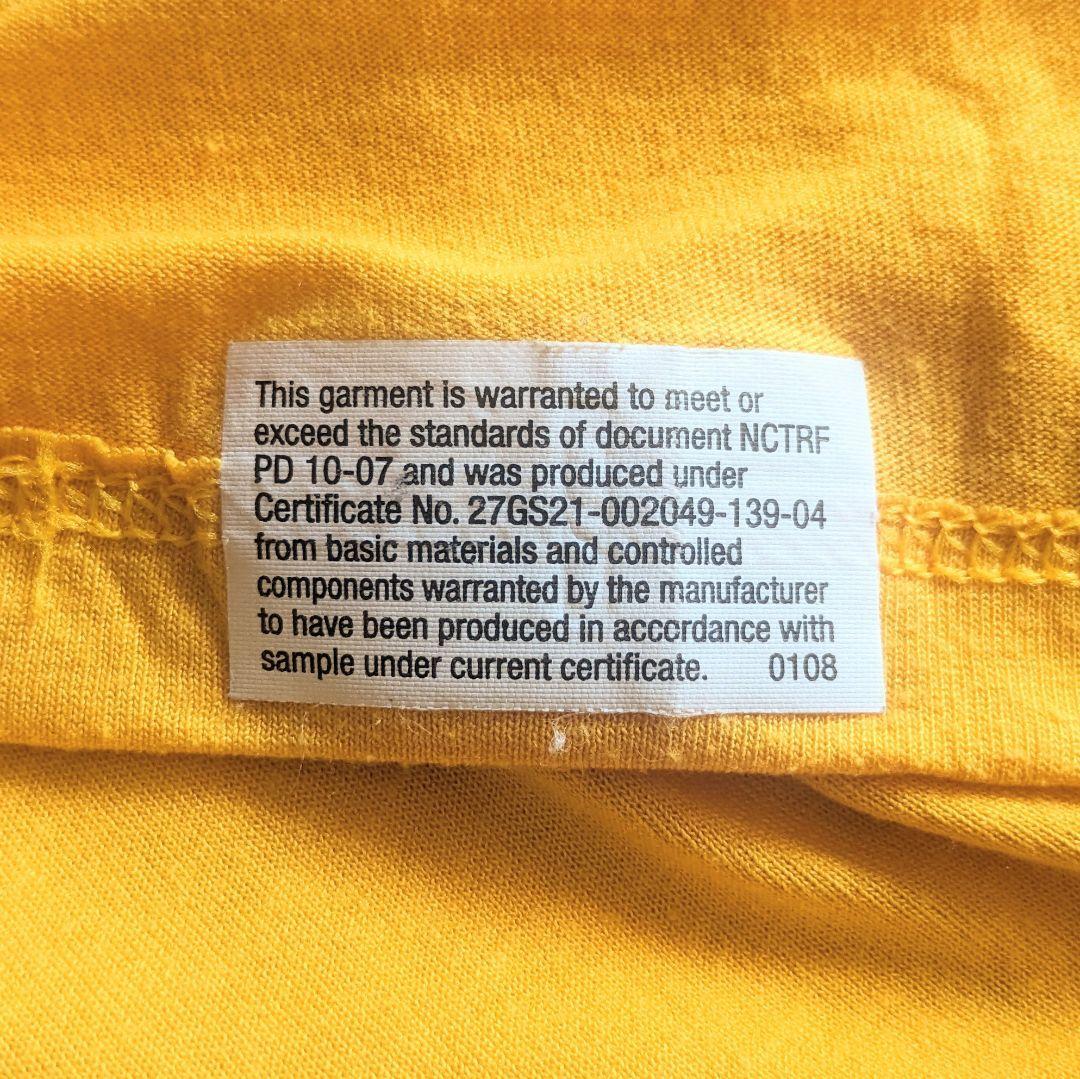 This garment is warranted to meet or
exceed the standards of document NCTRF
PD 10-07 and was produced under
Certificate No. 27GS21-002049-139-04
from basic materials and controlled
components warranted by the manufacturer
to have been produced in accordance with
sample under current certificate. 0108